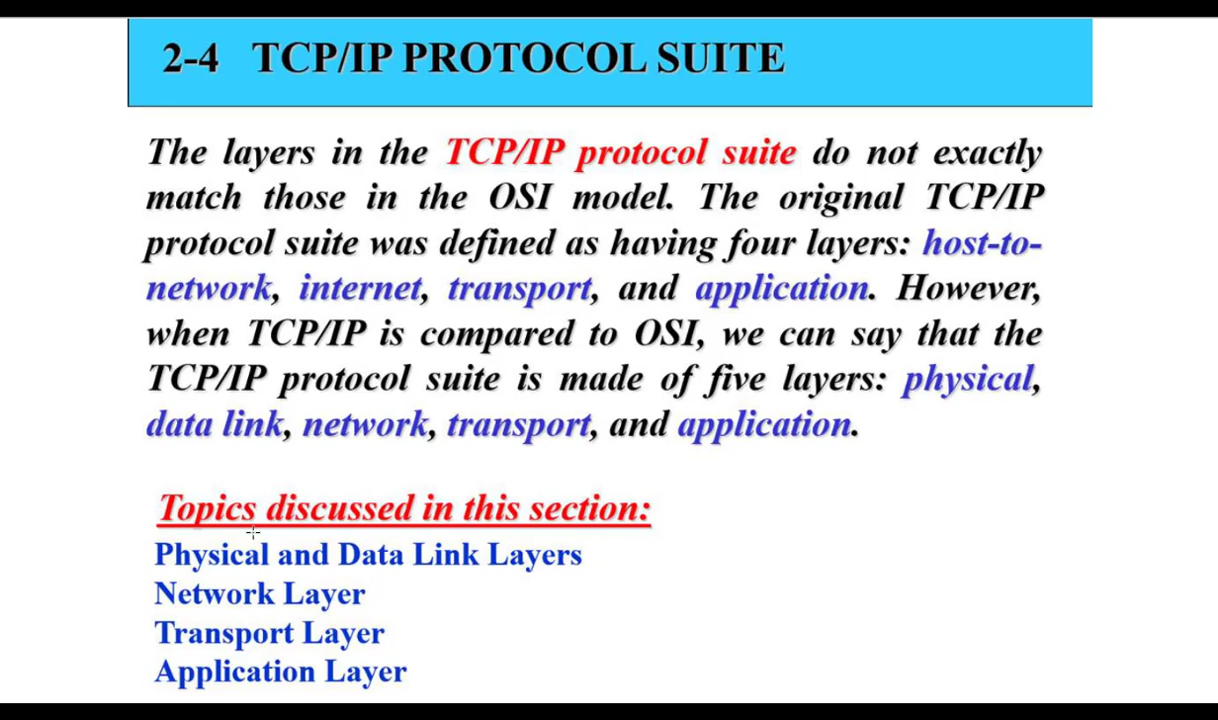 2-4 TCP/IP PROTOCOL SUITE
The layers in the TCP/IP protocol suite do not exactly
match those in the OSI model. The original TCP/IP
protocol suite was defined as having four layers: host-to-
network, internet, transport, and application. However,
when TCP/IP is compared to OSI, we can say that the
TCP/IP protocol suite is made of five layers: physical,
data link, network, transport, and application.
Topics discussed in this section:
Physical and Data Link Layers
Network Layer
Transport Layer
Application Layer